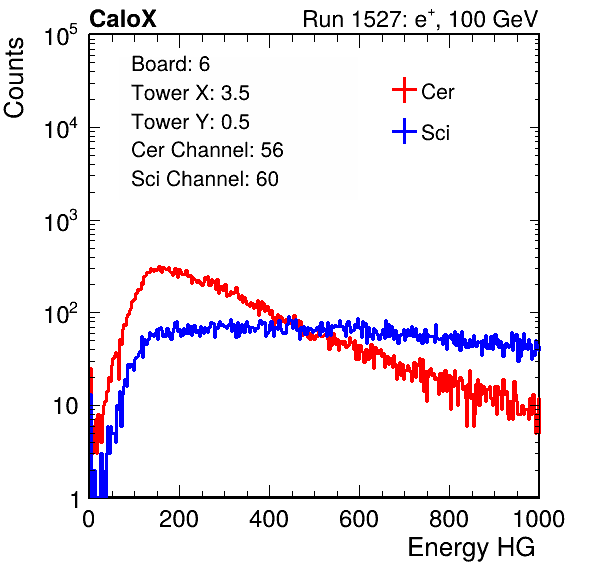 CaloX Run 1527: e⁺, 100 GeV
Counts
Board: 6
Tower X: 3.5
Tower Y: 0.5
Cer Channel: 56
Sci Channel: 60
Cer
Sci
10⁵
10⁴
10³
10²
10
1
0 200 400 600 800 1000
Energy HG